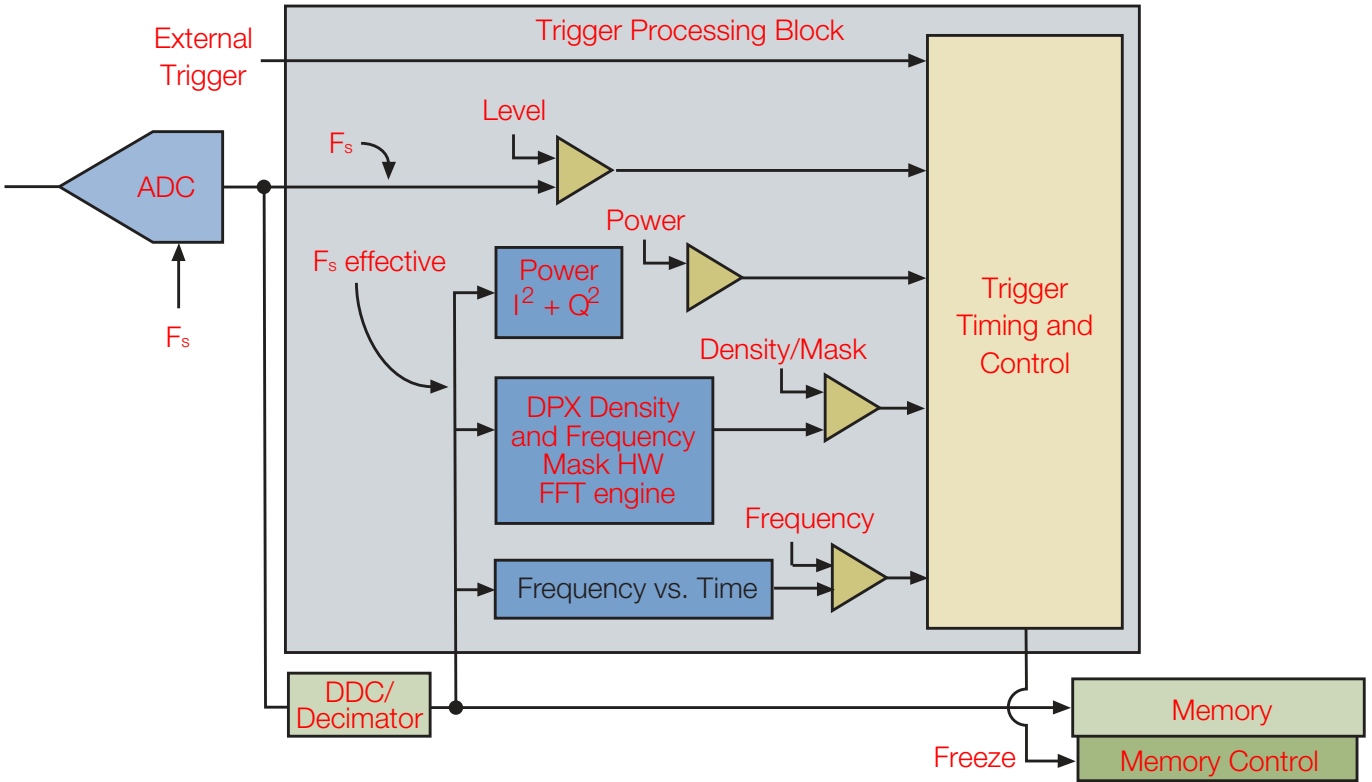 Trigger Processing Block
External
Trigger
Level
Fs
ADC
Power
Fs effective
Power
I² + Q²
Trigger
Timing and
Control
Fs
Density/Mask
DPX Density
and Frequency
Mask HW
FFT engine
Frequency
Frequency vs. Time
DDC/
Decimator
Memory
Freeze
Memory Control